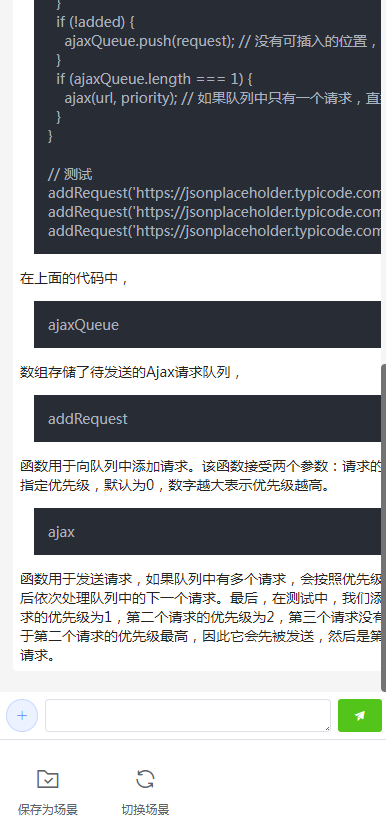 }
if (!added) {
ajaxQueue.push(request); // 没有可插入的位置，
}
if (ajaxQueue.length === 1) {
ajax(url, priority); // 如果队列中只有一个请求，直
}
}
// 测试
addRequest('https://jsonplaceholder.typicode.com
addRequest('https://jsonplaceholder.typicode.com
addRequest('https://jsonplaceholder.typicode.com
在上面的代码中，
ajaxQueue
数组存储了待发送的Ajax请求队列，
addRequest
函数用于向队列中添加请求。该函数接受两个参数：请求的
指定优先级，默认为0，数字越大表示优先级越高。
ajax
函数用于发送请求，如果队列中有多个请求，会按照优先级
后依次处理队列中的下一个请求。最后，在测试中，我们添
求的优先级为1，第二个请求的优先级为2，第三个请求没有
于第二个请求的优先级最高，因此它会先被发送，然后是第
请求。
保存为场景
切换场景